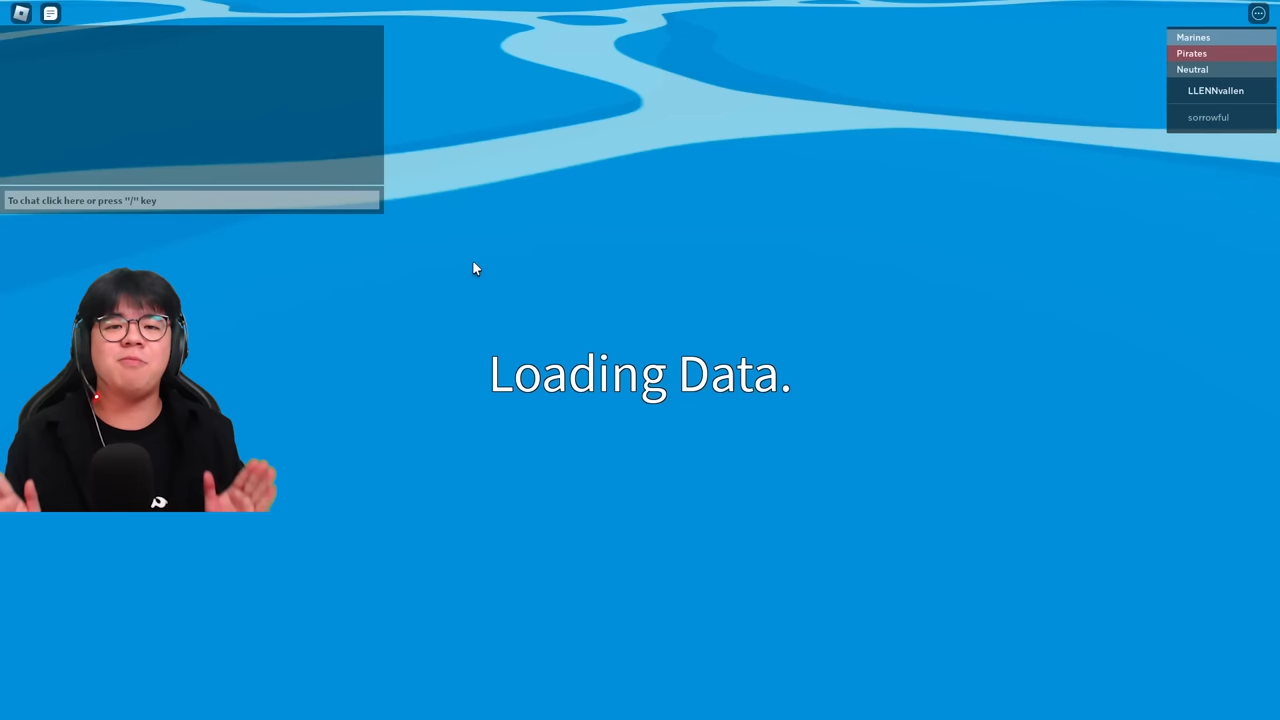 Marines
Pirates
Neutral
LLENNvallen
sorrowful
To chat click here or press "/" key
Loading Data.